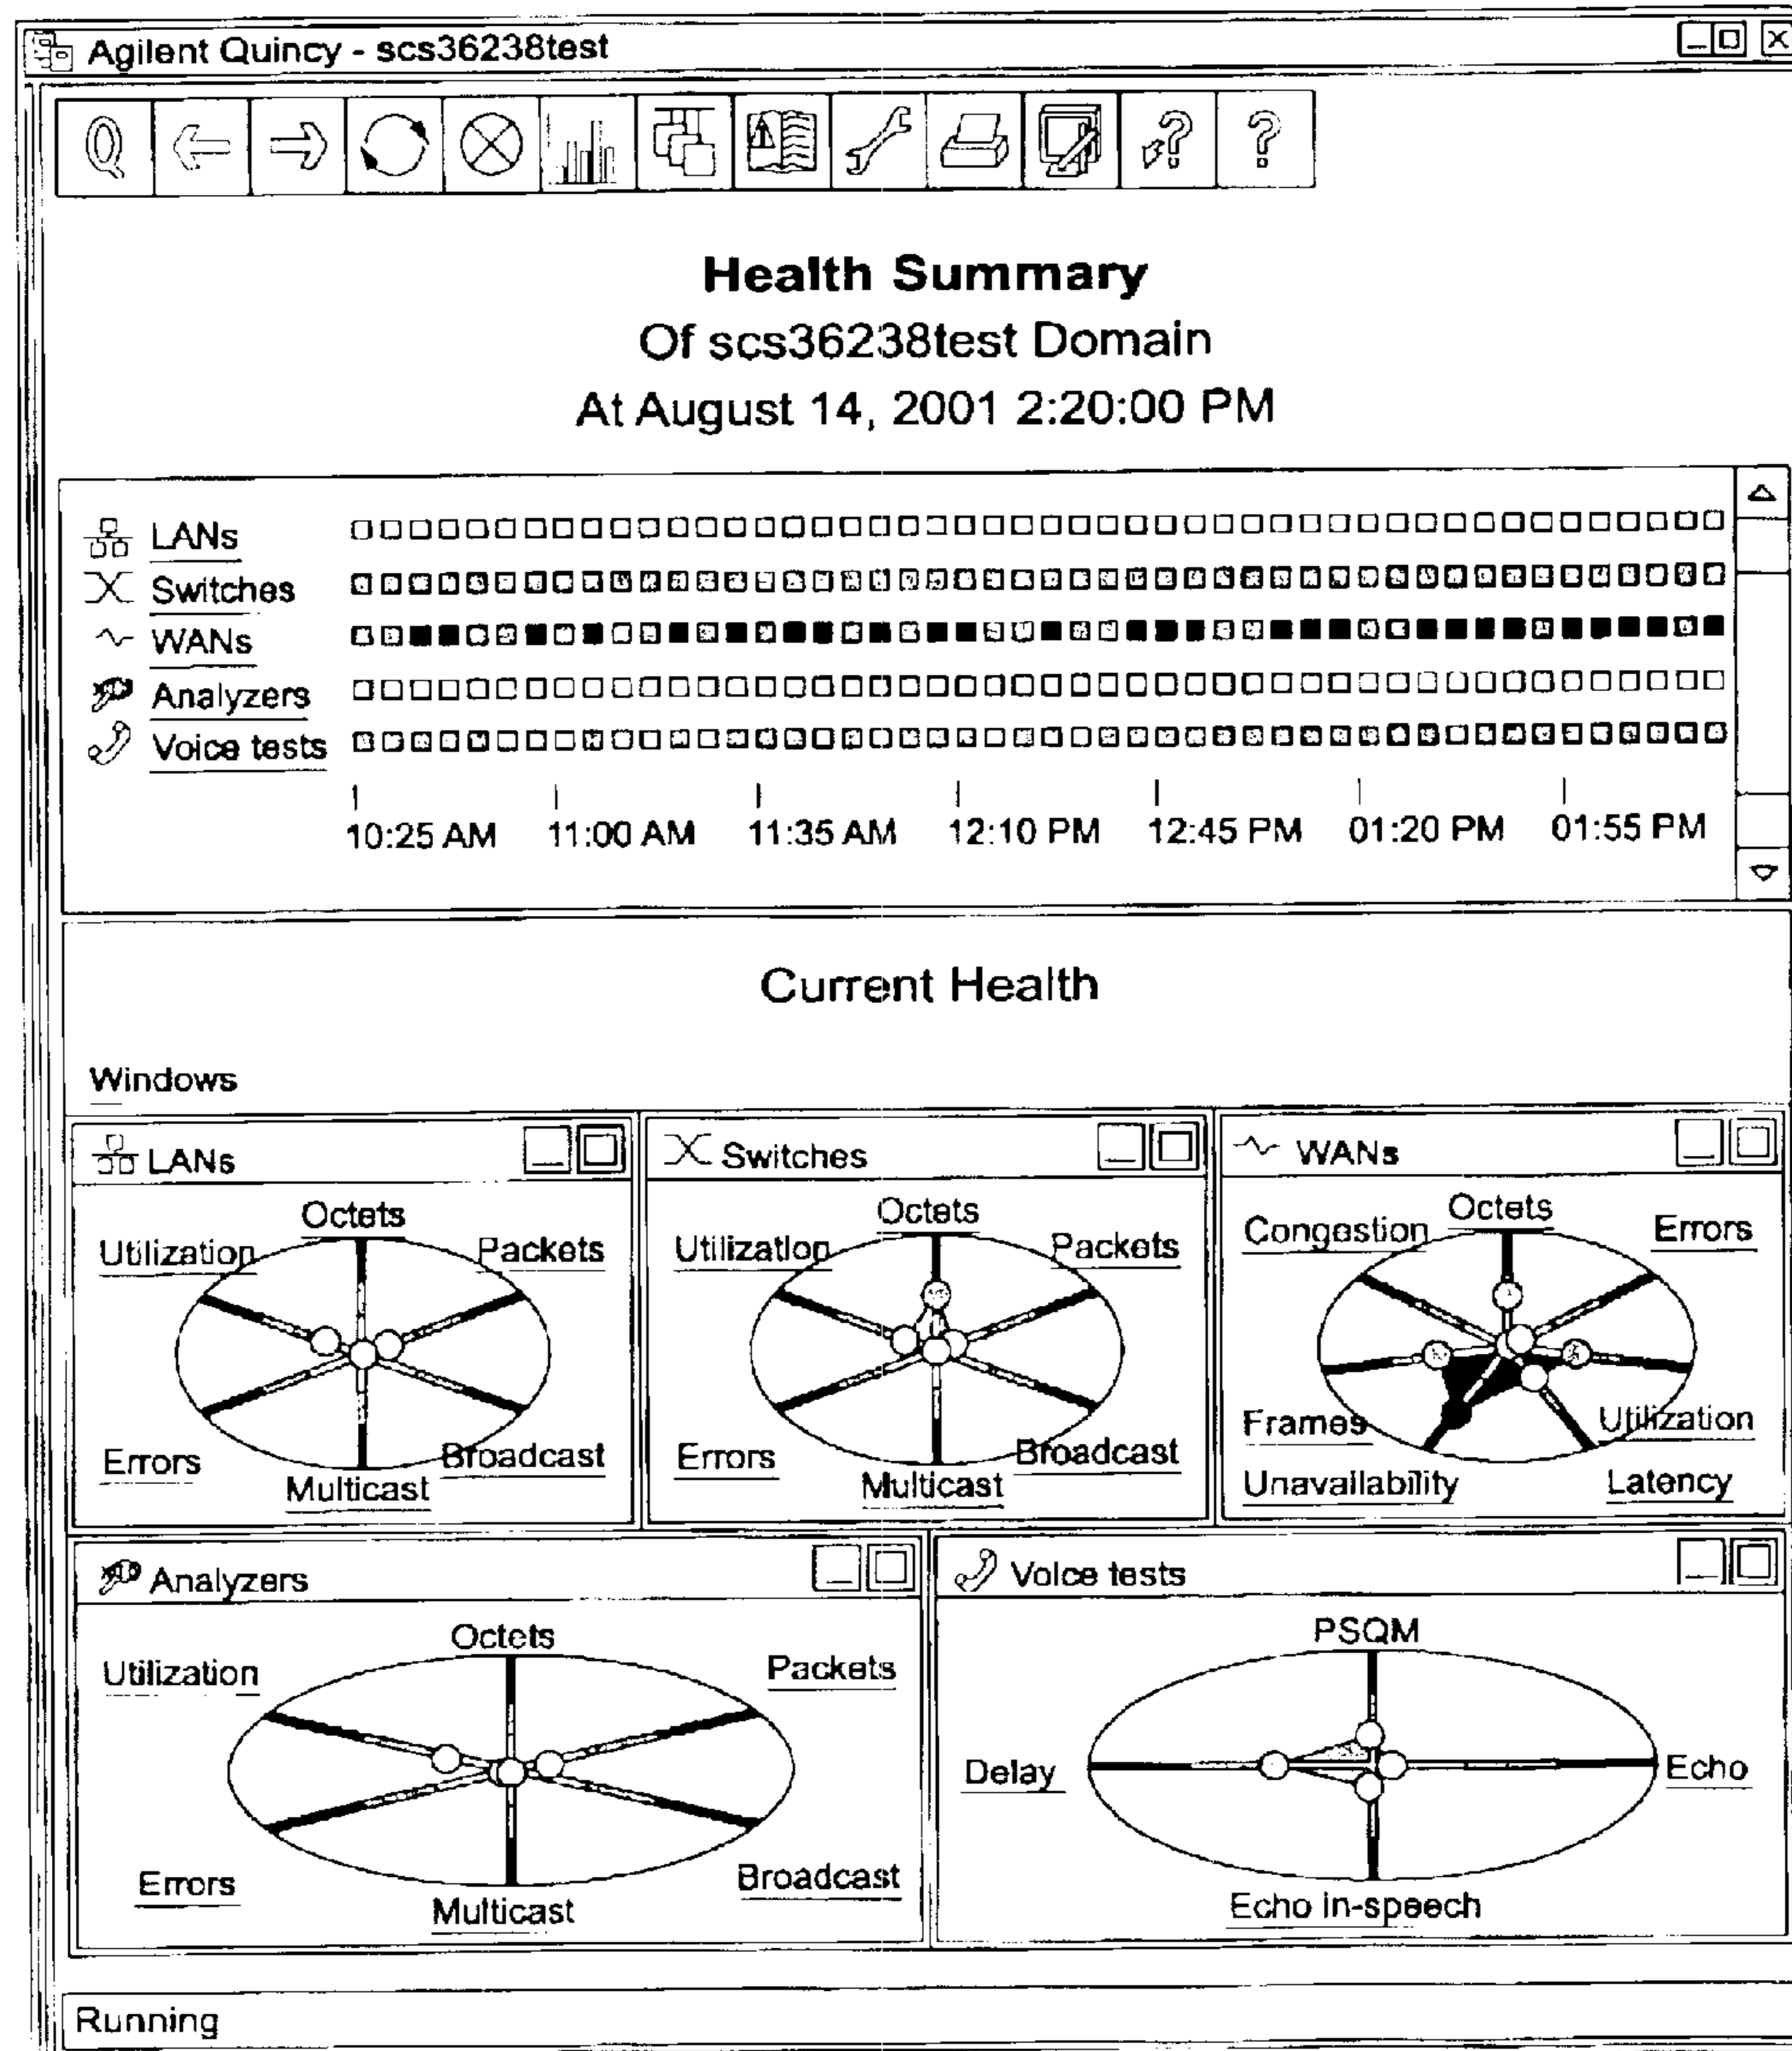 Agilent Quincy - scs36238test
Q
?
?
Health Summary
Of scs36238test Domain
At August 14, 2001 2:20:00 PM
LANs
Switches
WANs
Analyzers
Voice tests
10:25 AM 11:00 AM 11:35 AM 12:10 PM 12:45 PM 01:20 PM 01:55 PM
Current Health
Windows
LANs
Octets
Utilization
Packets
Errors
Broadcast
Multicast
Switches
Octets
Utilization
Packets
Errors
Broadcast
Multicast
WANs
Octets
Congestion
Errors
Frames
Utilization
Unavailability
Latency
Analyzers
Octets
Utilization
Packets
Errors
Broadcast
Multicast
Voice tests
PSQM
Delay
Echo
Echo in-speech
Running